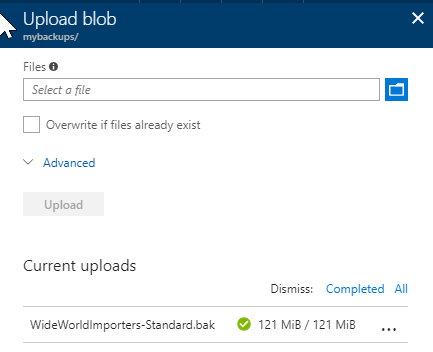 Upload blob
mybackups/
Files
Select a file
Overwrite if files already exist
Advanced
Upload
Current uploads
Dismiss: Completed All
WideWorldImporters-Standard.bak 121 MiB / 121 MiB ...